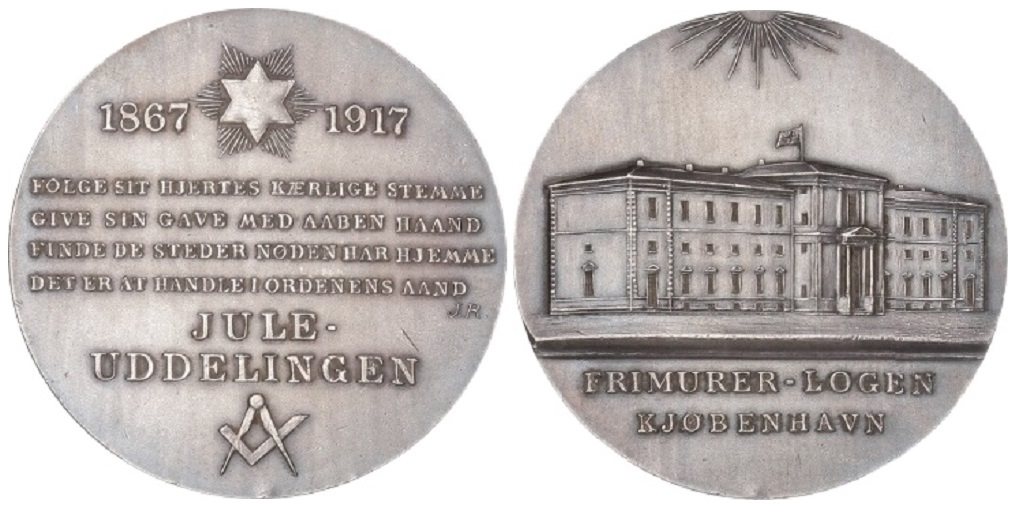 1867 1917
FØLGE SIT HJERTES KÆRLIGE STEMME
GIVE SIN GAVE MED AABEN HAAND
FINDE DE STEDER NØDEN HAR HJEMME
DET ER AT HANDLE I ORDENENS AAND
J.R.
JULE-
UDDELINGEN
FRIMURER-LOGEN
KJØBENHAVN